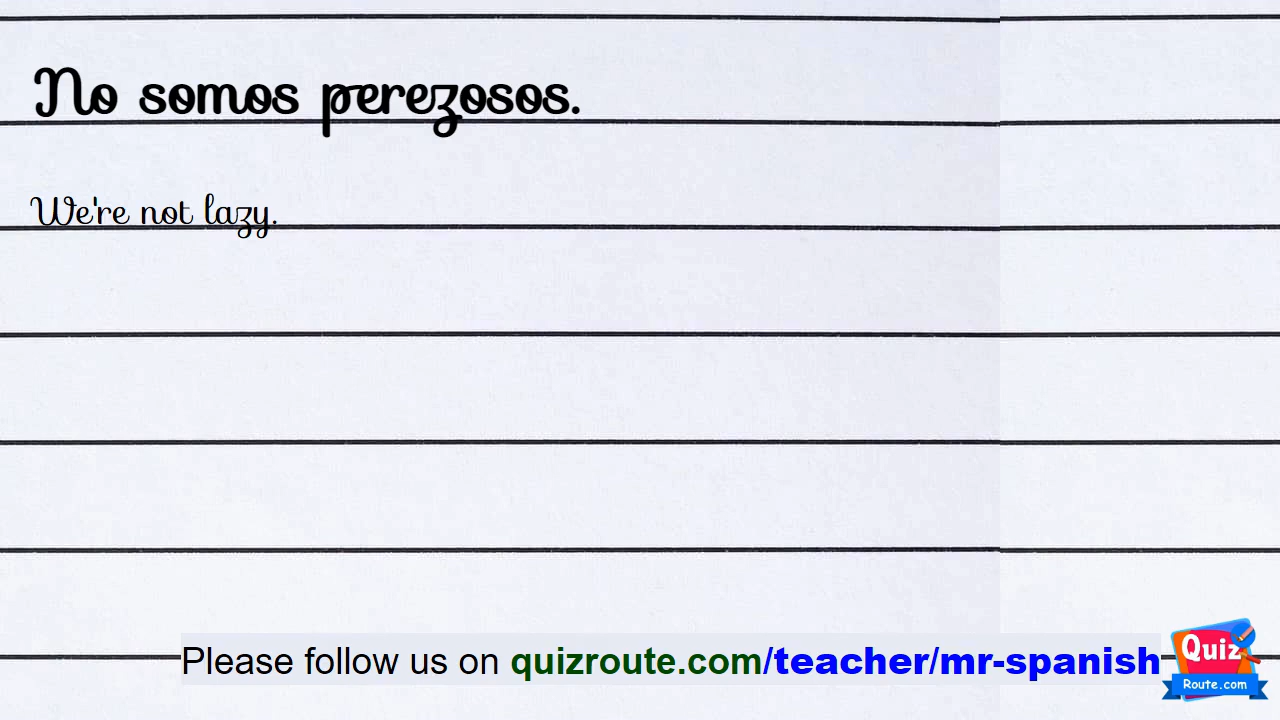 No somos perezosos.
We're not lazy.
Please follow us on quizroute.com/teacher/mr-spanish
Quiz
Route.com